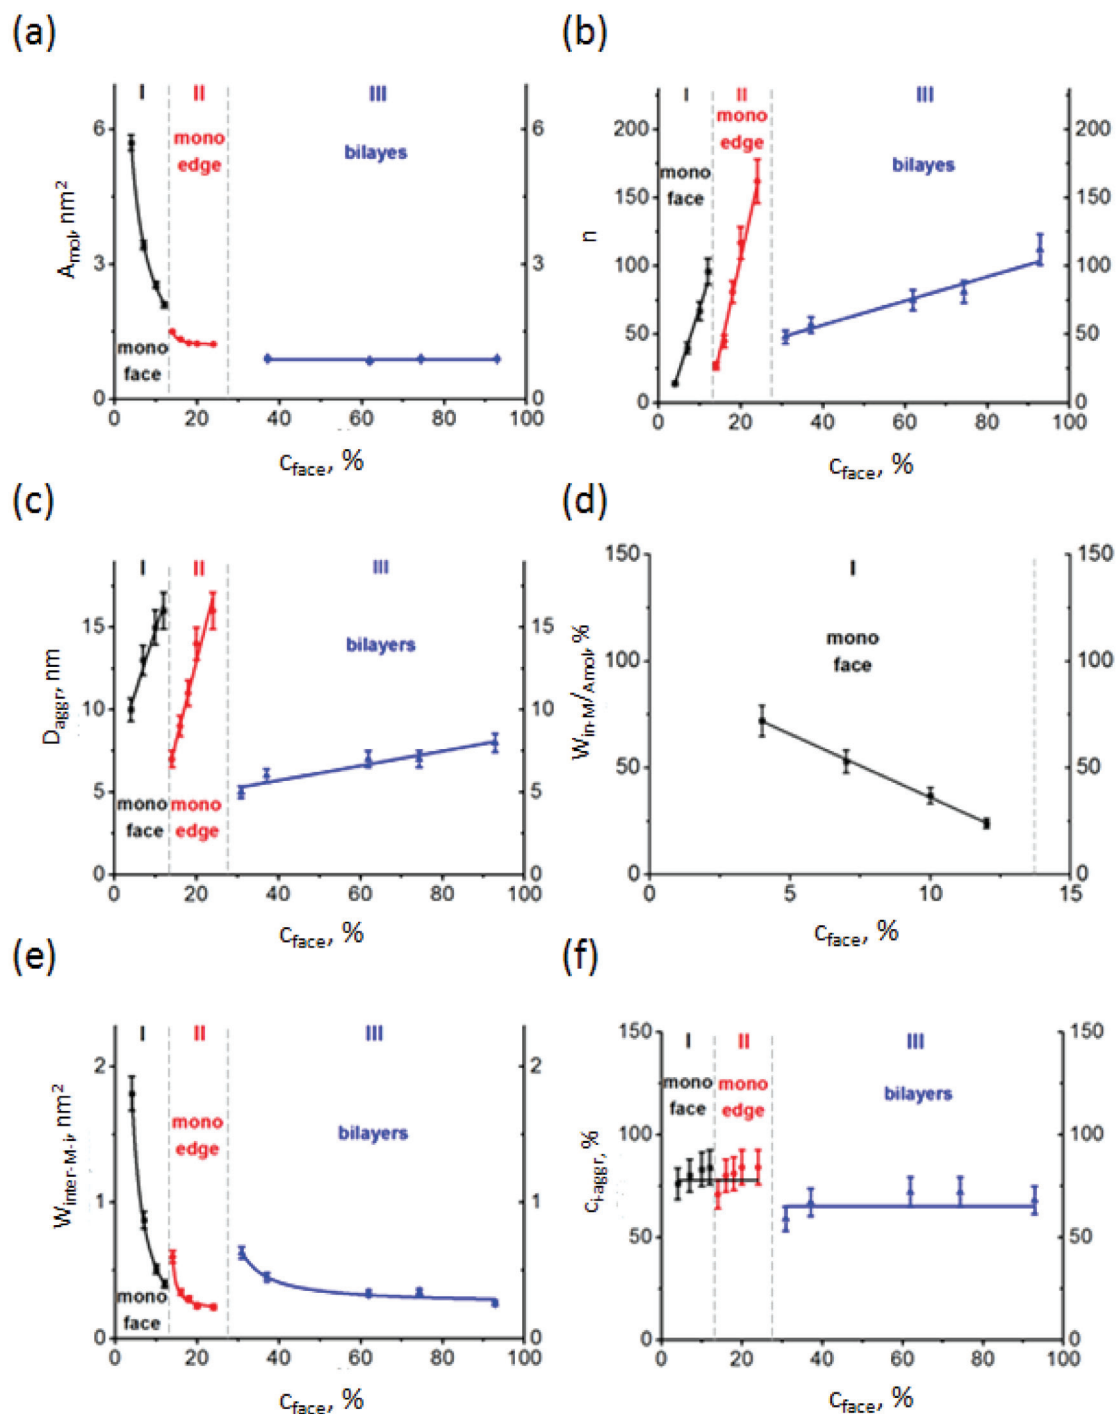 (a)
I
II
III
mono
edge
bilayes
mono
face
A_mol, nm²
6
3
0
6
3
0
0 20 40 60 80 100
c_face, %
(b)
I
II
III
mono
edge
mono
face
bilayes
n
200
150
100
50
0
200
150
100
50
0
0 20 40 60 80 100
c_face, %
(c)
I
II
III
bilayers
mono
face
mono
edge
D_aggr, nm
15
10
5
0
15
10
5
0
0 20 40 60 80 100
c_face, %
(d)
I
mono
face
W_in-M/A_mol, %
150
100
50
0
150
100
50
0
0 5 10 15
c_face, %
(e)
I
II
III
mono
edge
bilayers
mono
face
W_inter-M-i, nm²
2
1
0
2
1
0
0 20 40 60 80 100
c_face, %
(f)
I
II
III
mono
face
mono
edge
bilayers
c_i-aggr, %
150
100
50
0
150
100
50
0
0 20 40 60 80 100
c_face, %